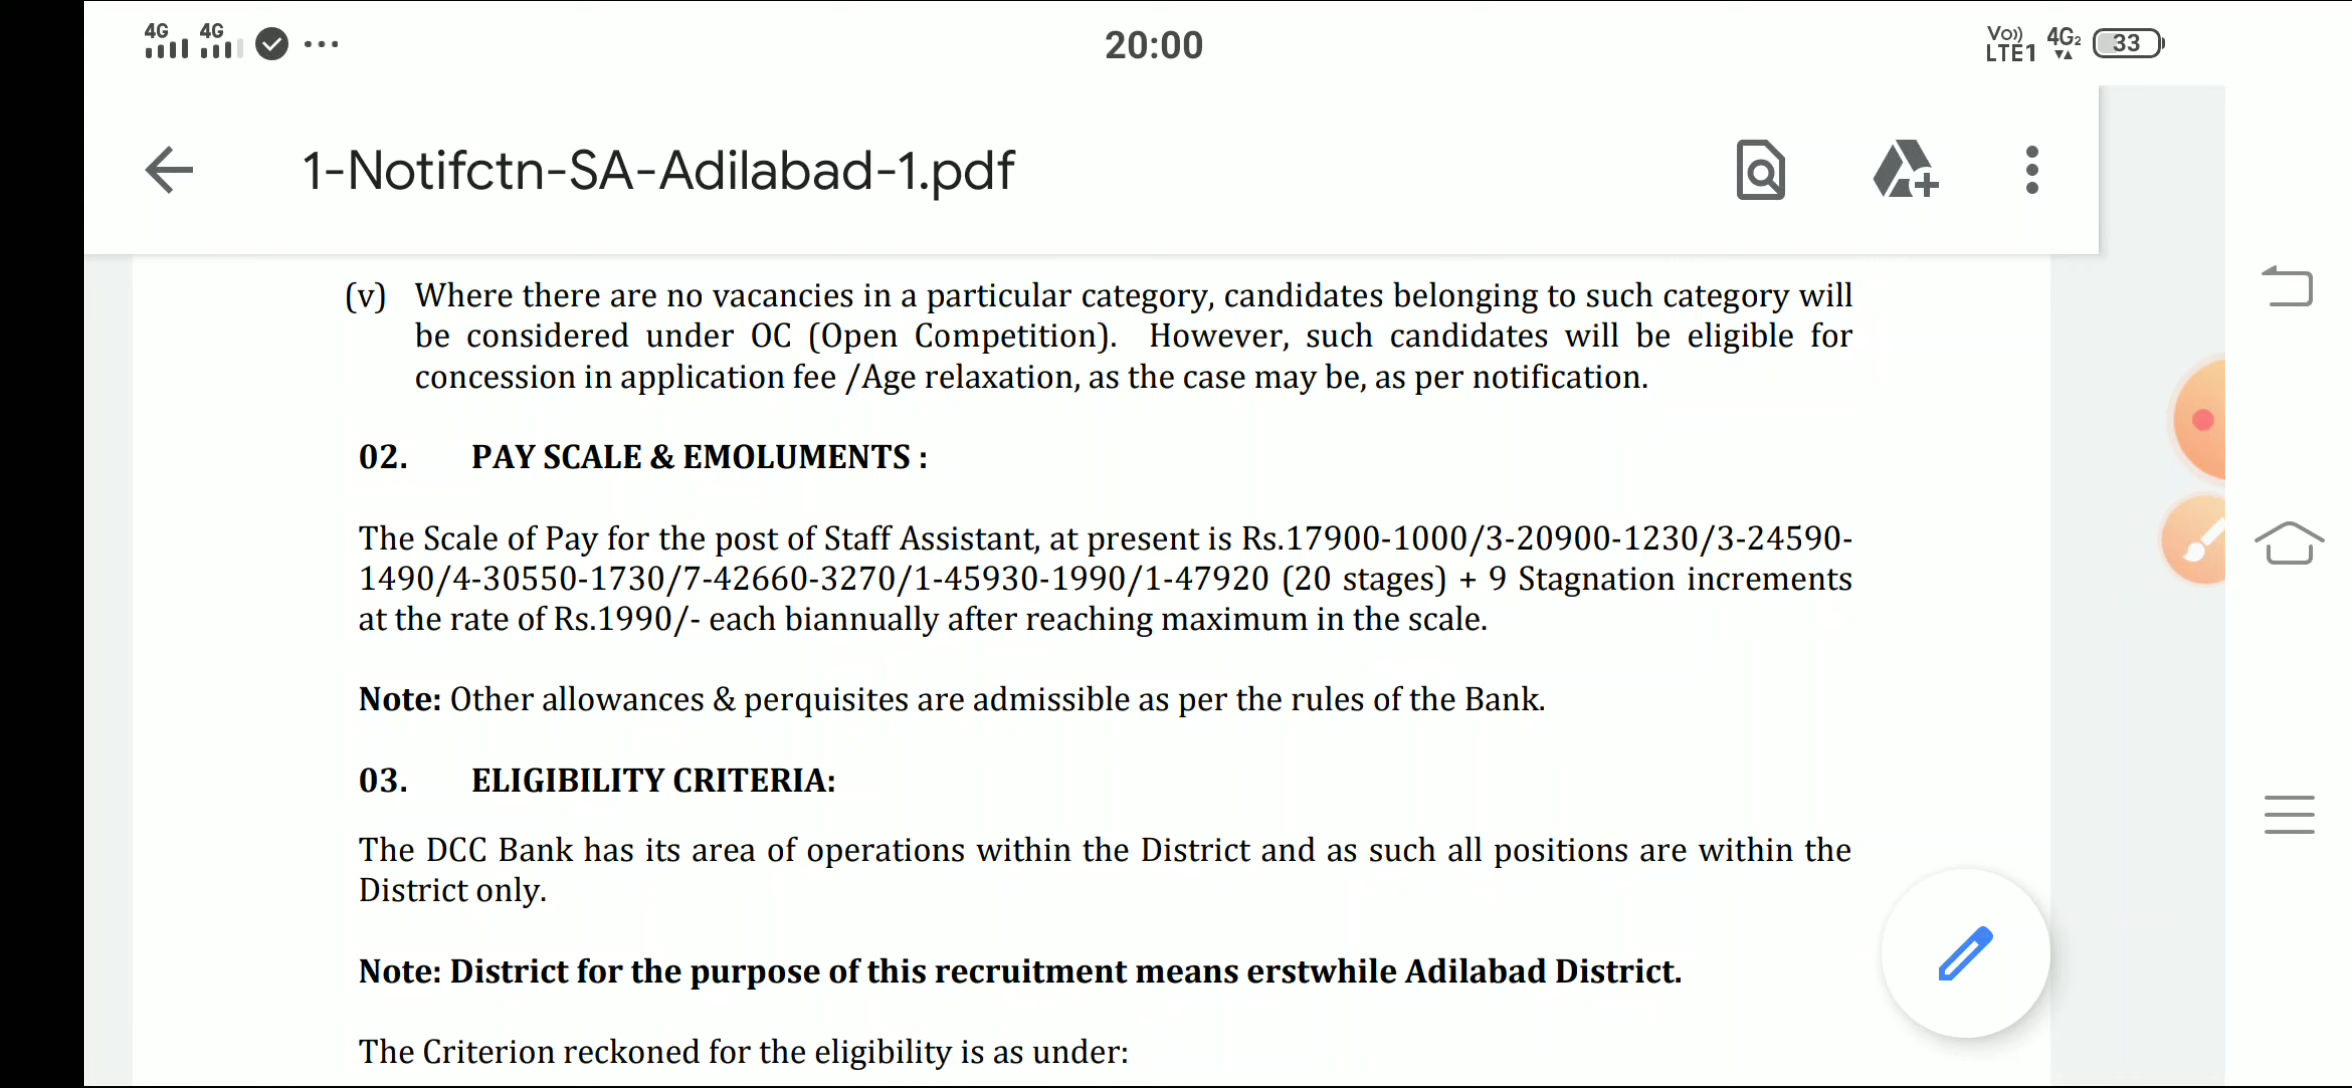 4G 4G
20:00
Vo)) LTE1 4G2 33
1-Notifctn-SA-Adilabad-1.pdf
(v) Where there are no vacancies in a particular category, candidates belonging to such category will
be considered under OC (Open Competition). However, such candidates will be eligible for
concession in application fee /Age relaxation, as the case may be, as per notification.
02. PAY SCALE & EMOLUMENTS :
The Scale of Pay for the post of Staff Assistant, at present is Rs.17900-1000/3-20900-1230/3-24590-
1490/4-30550-1730/7-42660-3270/1-45930-1990/1-47920 (20 stages) + 9 Stagnation increments
at the rate of Rs.1990/- each biannually after reaching maximum in the scale.
Note: Other allowances & perquisites are admissible as per the rules of the Bank.
03. ELIGIBILITY CRITERIA:
The DCC Bank has its area of operations within the District and as such all positions are within the
District only.
Note: District for the purpose of this recruitment means erstwhile Adilabad District.
The Criterion reckoned for the eligibility is as under: